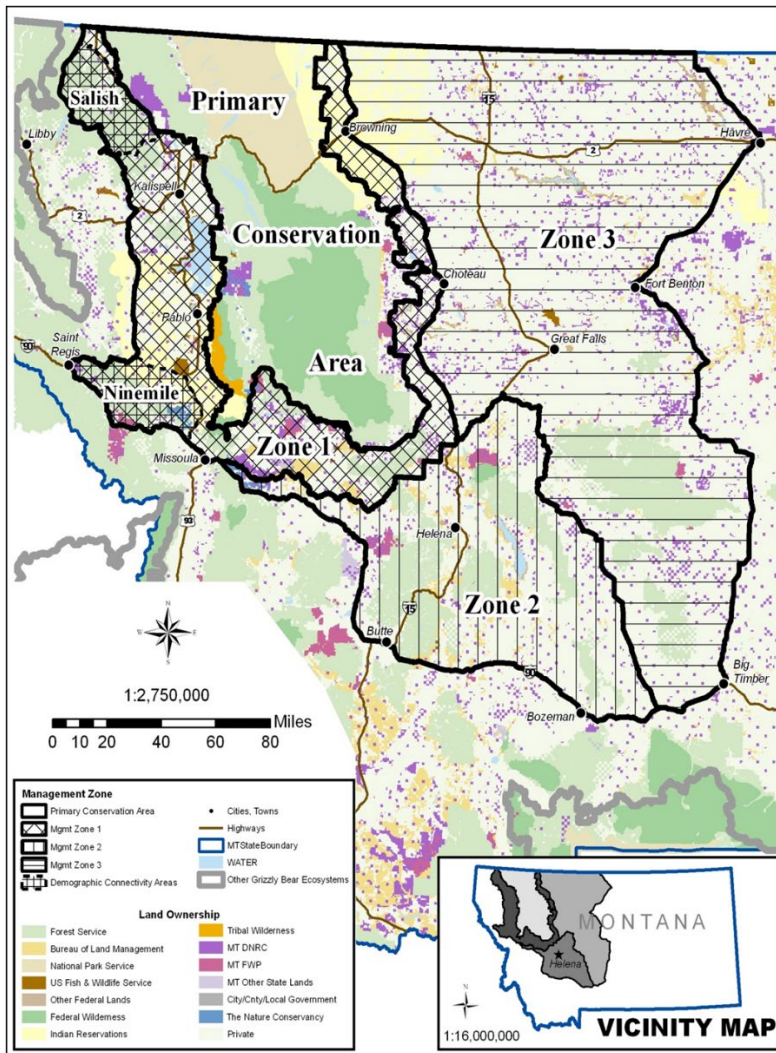 Salish
Primary
Libby
Browning
15
Havre
2
Kalispell
2
Conservation
Zone 3
Choteau
Fort Benton
Pablo
Saint
Regis
90
Area
Great Falls
Ninemile
Zone 1
Missoula
93
Helena
Zone 2
15
Butte
90
Big
Timber
Bozeman
N
W
E
S
1:2,750,000
Miles
0 10 20 40 60 80
Management Zone
Primary Conservation Area
Mgmt Zone 1
Mgmt Zone 2
Mgmt Zone 3
Demographic Connectivity Areas
Cities, Towns
Highways
MTStateBoundary
WATER
Other Grizzly Bear Ecosystems
Land Ownership
Forest Service
Bureau of Land Management
National Park Service
US Fish & Wildlife Service
Other Federal Lands
Federal Wilderness
Indian Reservations
Tribal Wilderness
MT DNRC
MT FWP
MT Other State Lands
City/Cnty/Local Government
The Nature Conservancy
Private
MONTANA
Helena
N
1:16,000,000
VICINITY MAP